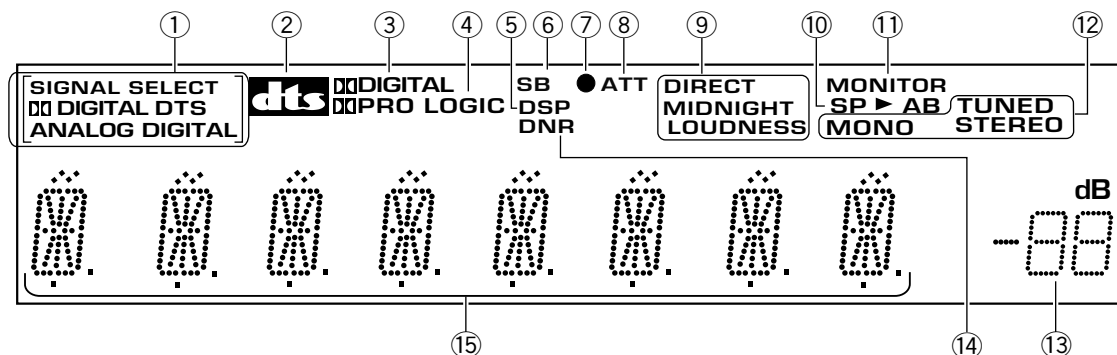 ① ② ③ ④ ⑤ ⑥ ⑦ ⑧ ⑨ ⑩ ⑪ ⑫
SIGNAL SELECT
DIGITAL DTS
ANALOG DIGITAL
dts
DIGITAL
PRO LOGIC
SB
DSP
DNR
ATT
DIRECT
MIDNIGHT
LOUDNESS
MONITOR
SP ► AB
MONO
TUNED
STEREO
dB
-88
⑮ ⑭ ⑬